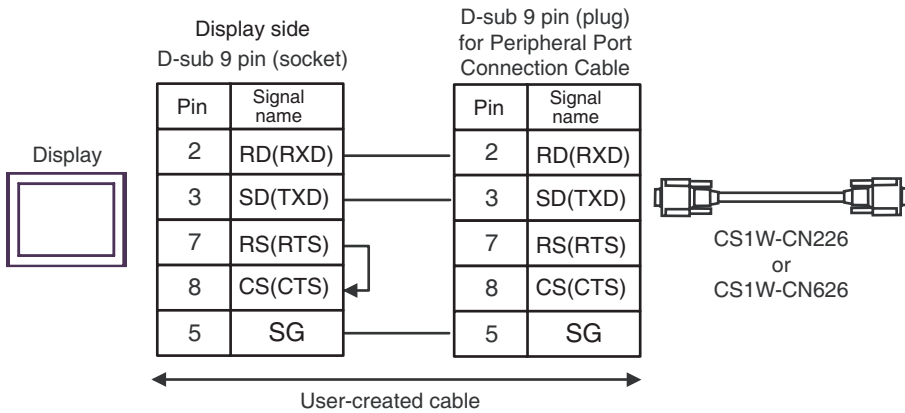 Display side
D-sub 9 pin (socket)
D-sub 9 pin (plug)
for Peripheral Port
Connection Cable
Display
Pin Signal name
2 RD(RXD)
3 SD(TXD)
7 RS(RTS)
8 CS(CTS)
5 SG
Pin Signal name
2 RD(RXD)
3 SD(TXD)
7 RS(RTS)
8 CS(CTS)
5 SG
CS1W-CN226
or
CS1W-CN626
User-created cable